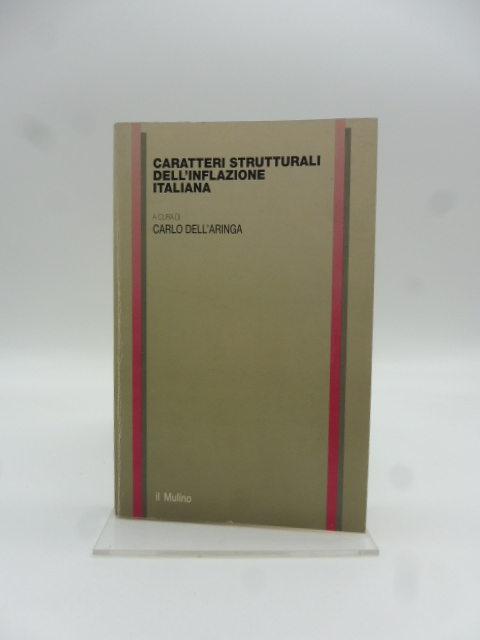 CARATTERI STRUTTURALI
DELL'INFLAZIONE
ITALIANA
A CURA DI
CARLO DELL'ARINGA
il Mulino